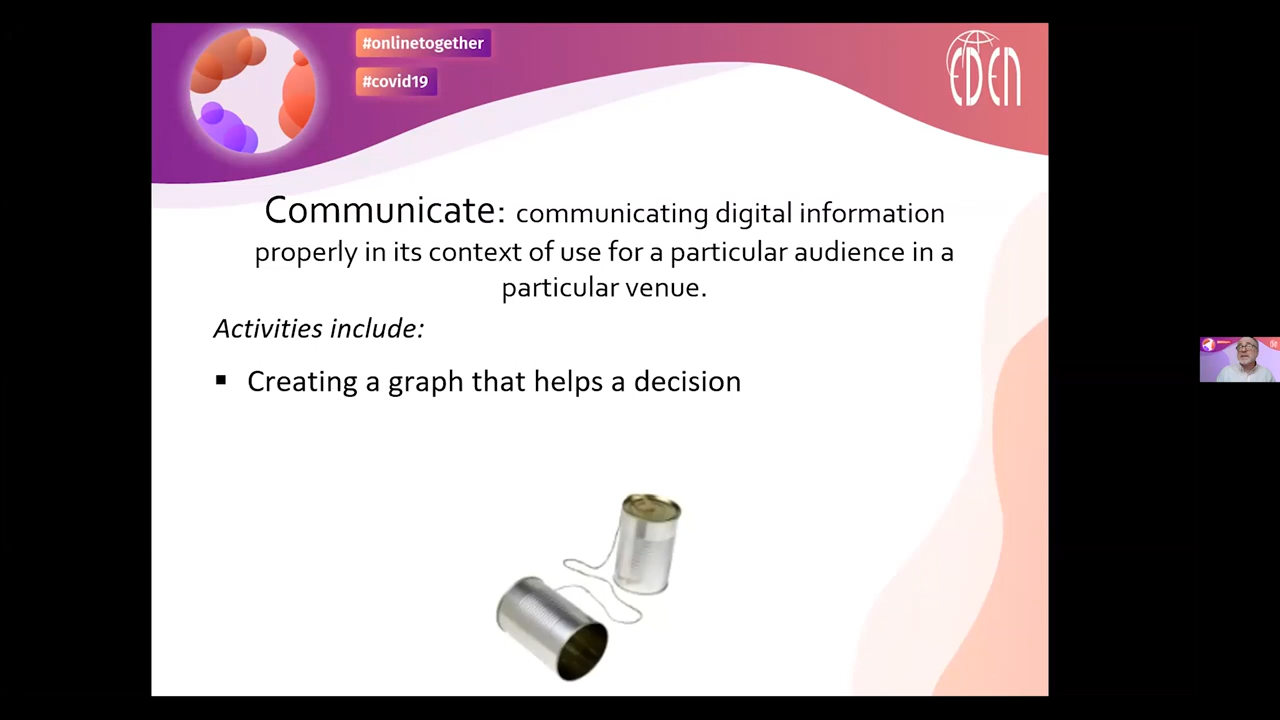 #onlinetogether
#covid19
EDEN
Communicate: communicating digital information
properly in its context of use for a particular audience in a
particular venue.
Activities include:
▪ Creating a graph that helps a decision